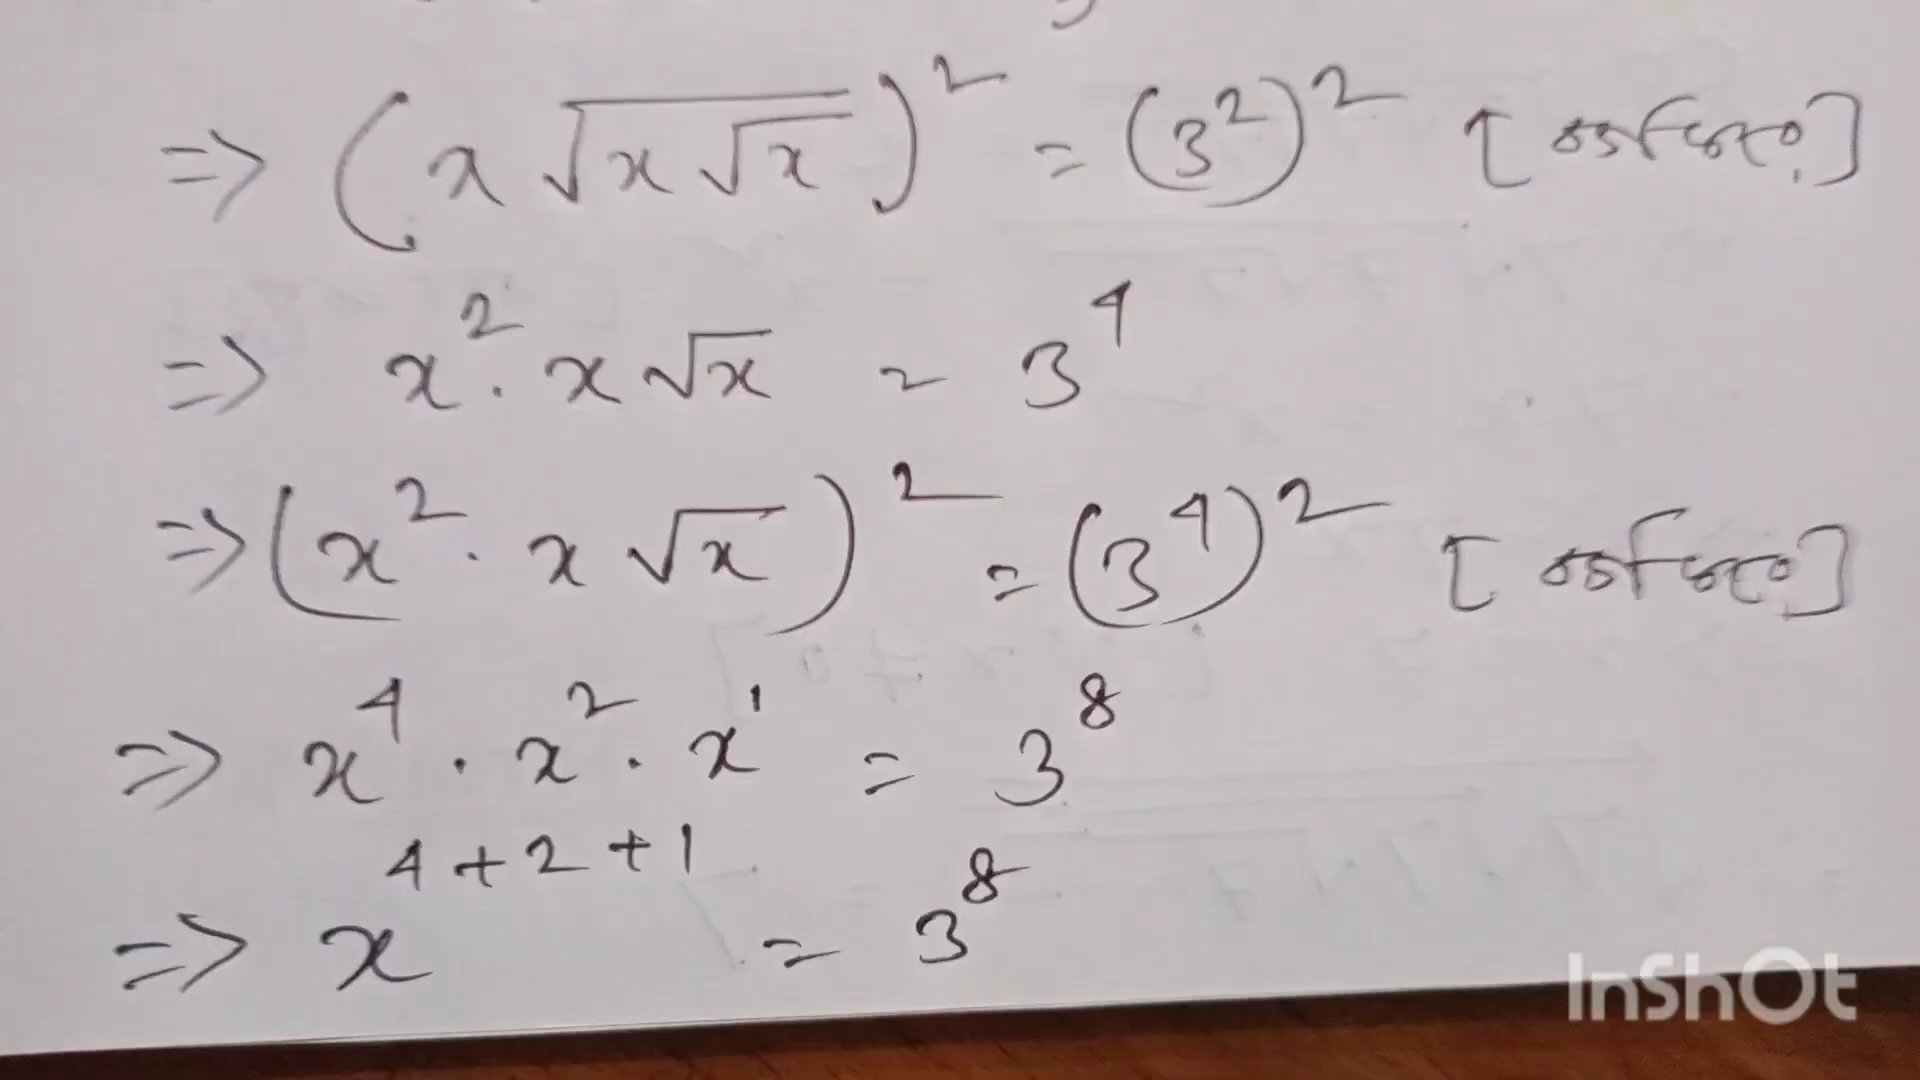 => (x√(x√x))² = (3²)² [বর্গ করে]
=> x² . x√x = 3⁴
=> (x² . x√x)² = (3⁴)² [বর্গ করে]
=> x⁴ . x² . x¹ = 3⁸
=> x⁴⁺²⁺¹ = 3⁸
InShOt